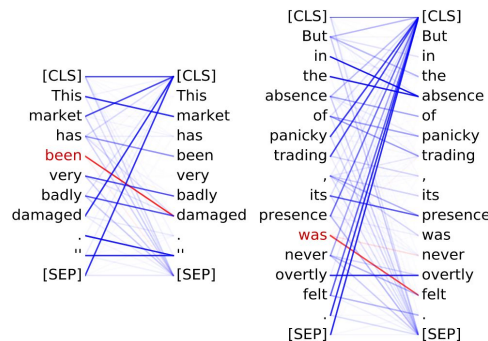 [CLS] [CLS]
This This
market market
has has
been been
very very
badly badly
damaged damaged
. .
" "
[SEP] [SEP]
[CLS] [CLS]
But But
in in
the the
absence absence
of of
panicky panicky
trading trading
, ,
its its
presence presence
was was
never never
overtly overtly
felt felt
. .
[SEP] [SEP]